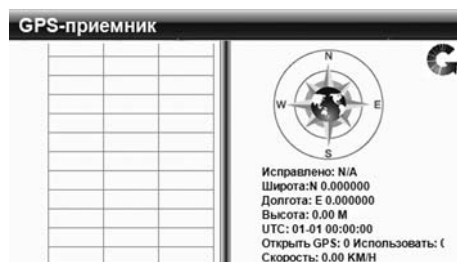 GPS-приемник
N
W
E
S
Исправлено: N/A
Широта:N 0.000000
Долгота: E 0.000000
Высота: 0.00 M
UTC: 01-01 00:00:00
Открыть GPS: 0 Использовать: (
Скорость: 0.00 KM/H